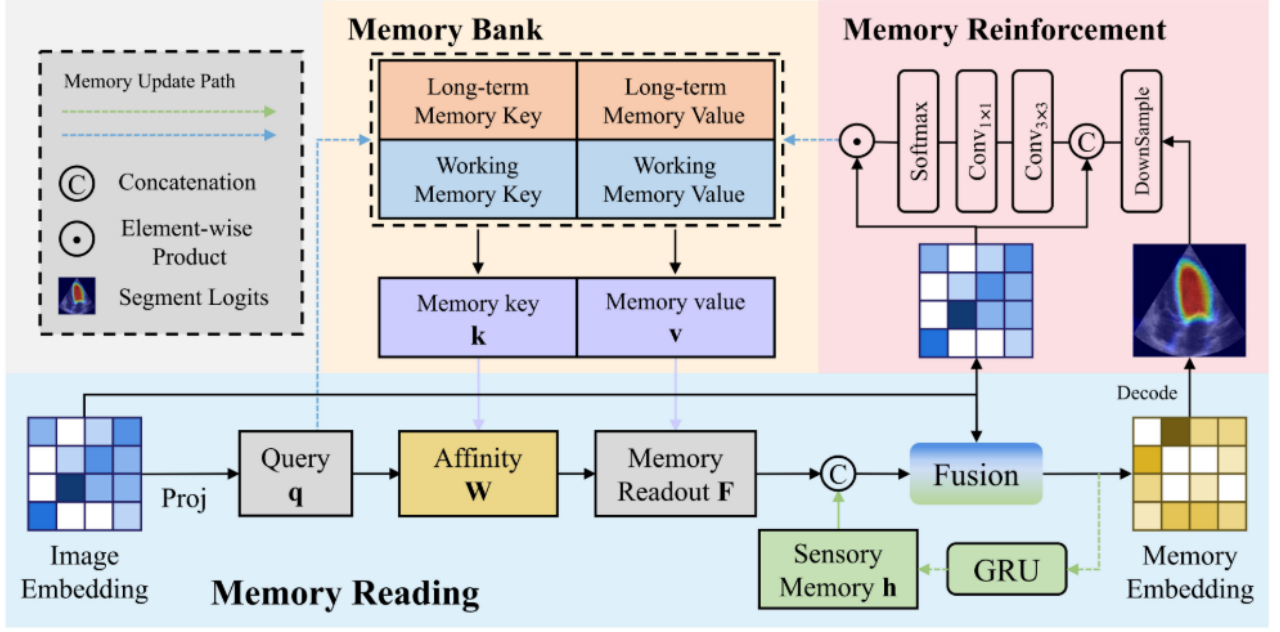 Memory Bank
Memory Reinforcement
Memory Update Path
C
Concatenation
Element-wise
Product
Segment Logits
Long-term
Memory Key
Long-term
Memory Value
Working
Memory Key
Working
Memory Value
Memory key
k
Memory value
v
Softmax
Conv1×1
Conv3×3
C
DownSample
Decode
Image
Embedding
Proj
Query
q
Affinity
W
Memory
Readout F
C
Fusion
Sensory
Memory h
GRU
Memory
Embedding
Memory Reading